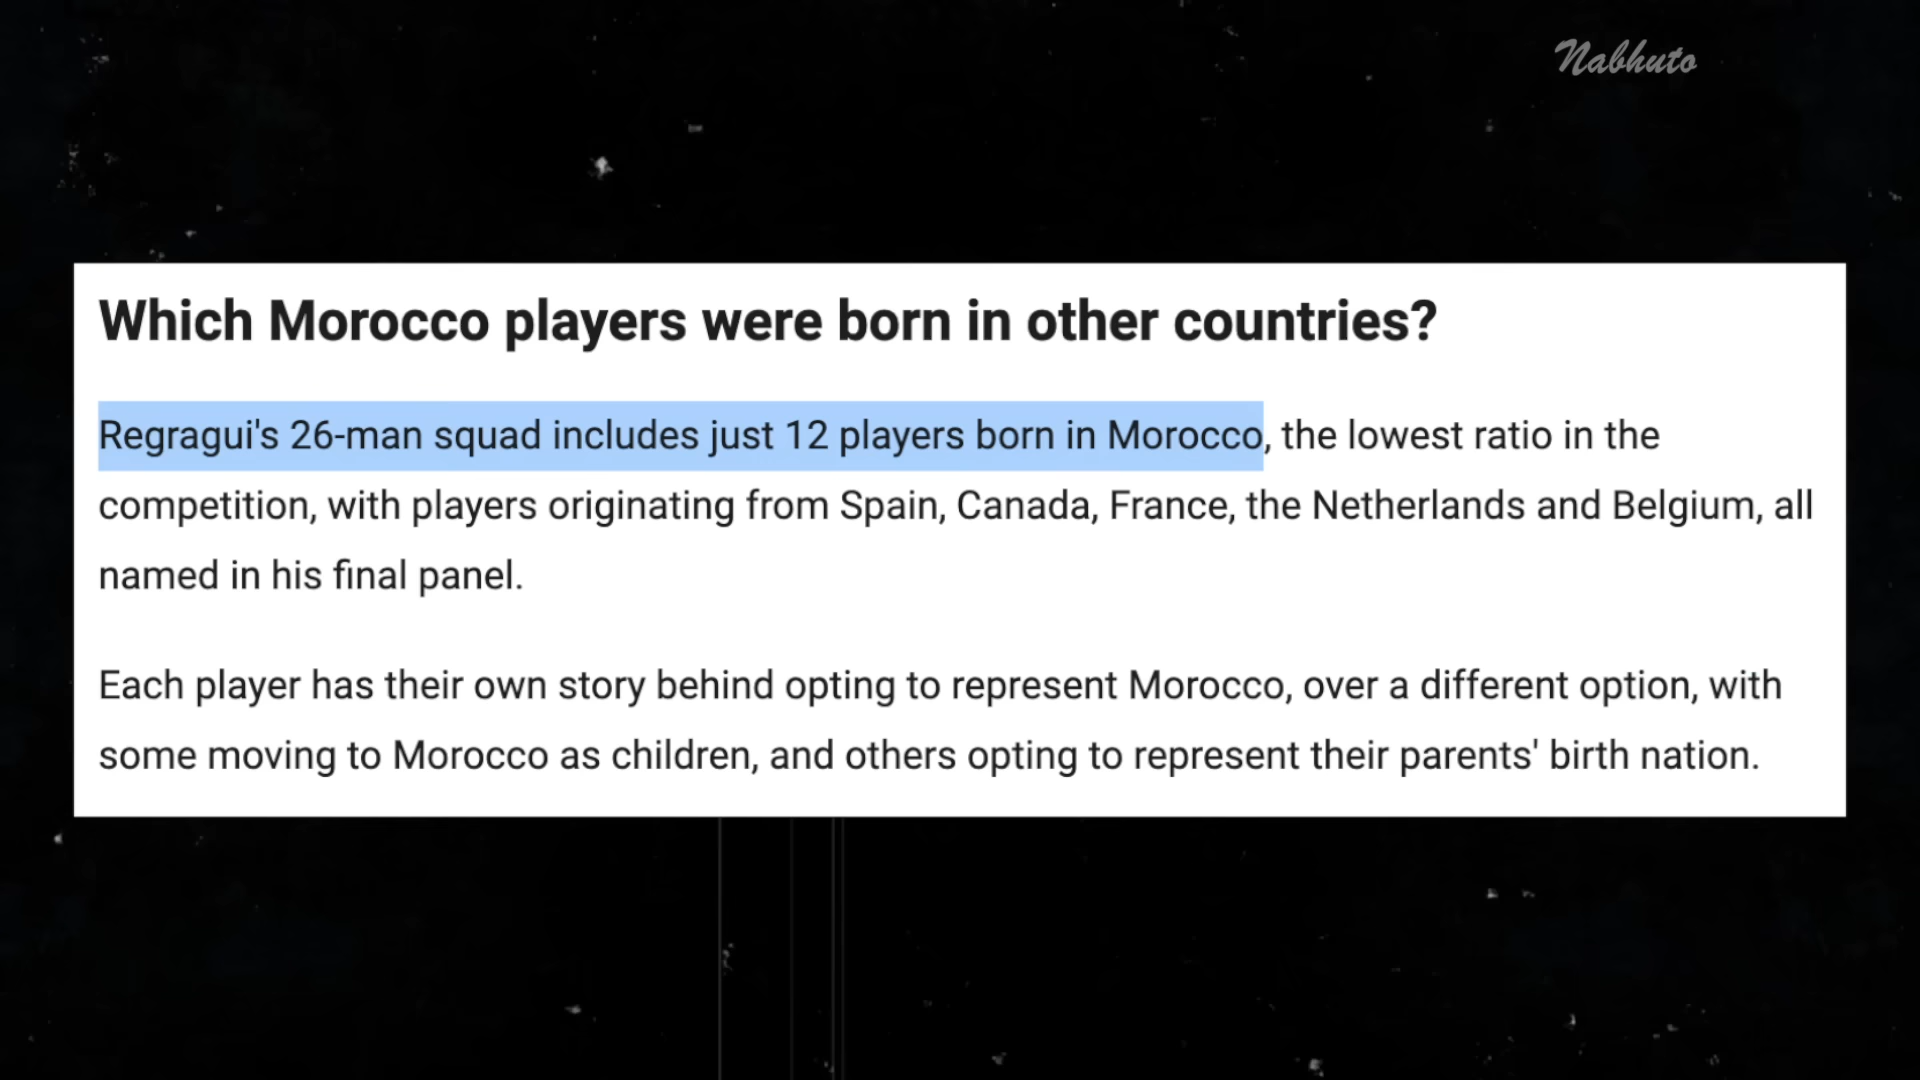 Nabhuto
Which Morocco players were born in other countries?
Regragui's 26-man squad includes just 12 players born in Morocco, the lowest ratio in the
competition, with players originating from Spain, Canada, France, the Netherlands and Belgium, all
named in his final panel.
Each player has their own story behind opting to represent Morocco, over a different option, with
some moving to Morocco as children, and others opting to represent their parents' birth nation.